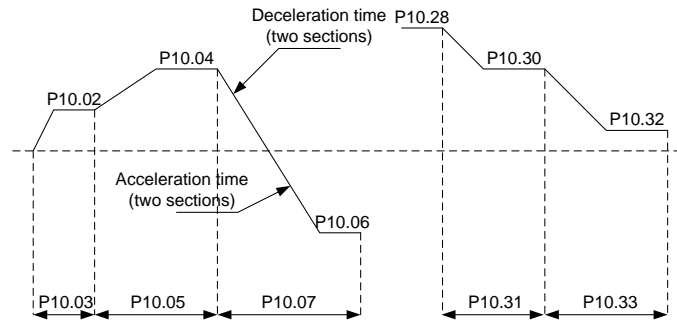 Deceleration time
(two sections)
P10.28
P10.04
P10.30
P10.02
P10.32
Acceleration time
(two sections)
P10.06
P10.03
P10.05
P10.07
P10.31
P10.33